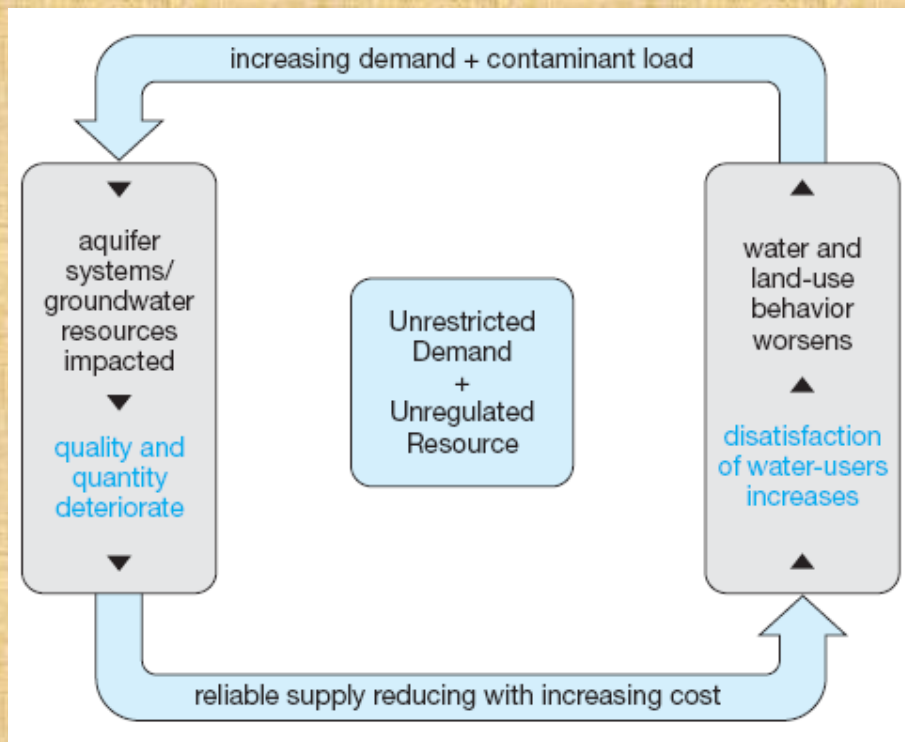 increasing demand + contaminant load
aquifer
systems/
groundwater
resources
impacted
quality and
quantity
deteriorate
Unrestricted
Demand
+
Unregulated
Resource
water and
land-use
behavior
worsens
disatisfaction
of water-users
increases
reliable supply reducing with increasing cost